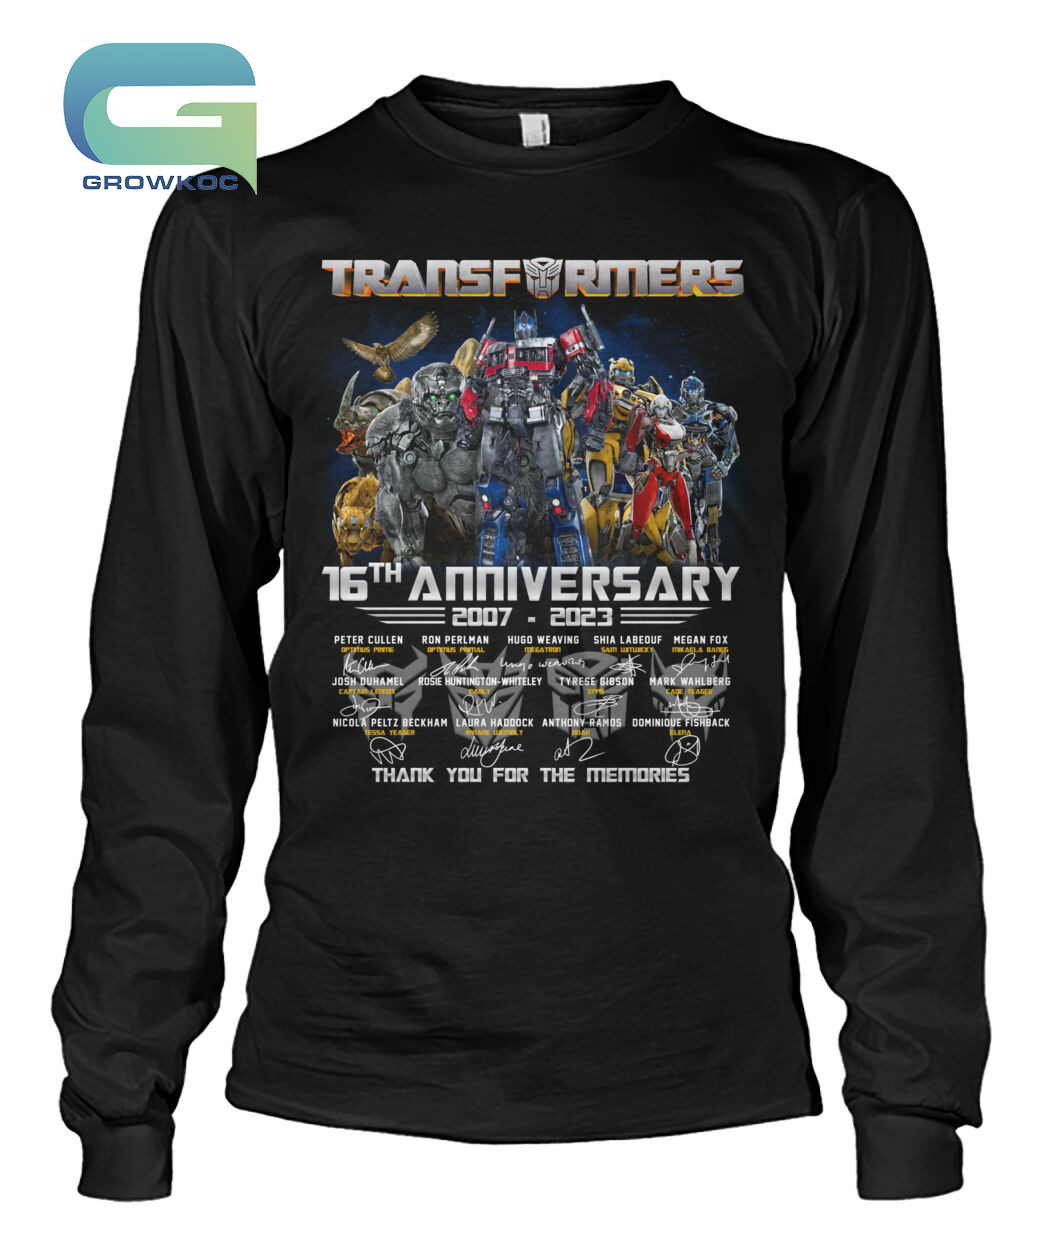 GROWKOC
TRANSFORMERS
16TH ANNIVERSARY
2007 - 2023
PETER CULLEN RON PERLMAN HUGO WEAVING SHIA LABEOUF MEGAN FOX
OPTIMUS PRIME OPTIMUS PRIMAL MEGATRON SAM WITWICKY MIKAELA BANES
JOSH DUHAMEL ROSIE HUNTINGTON-WHITELEY TYRESE GIBSON MARK WAHLBERG
CAPTAIN LENNOX CARLY EPPS CADE YEAGER
NICOLA PELTZ BECKHAM LAURA HADDOCK ANTHONY RAMOS DOMINIQUE FISHBACK
TESSA YEAGER VIVIANE WEMBLY NOAH ELENA
THANK YOU FOR THE MEMORIES